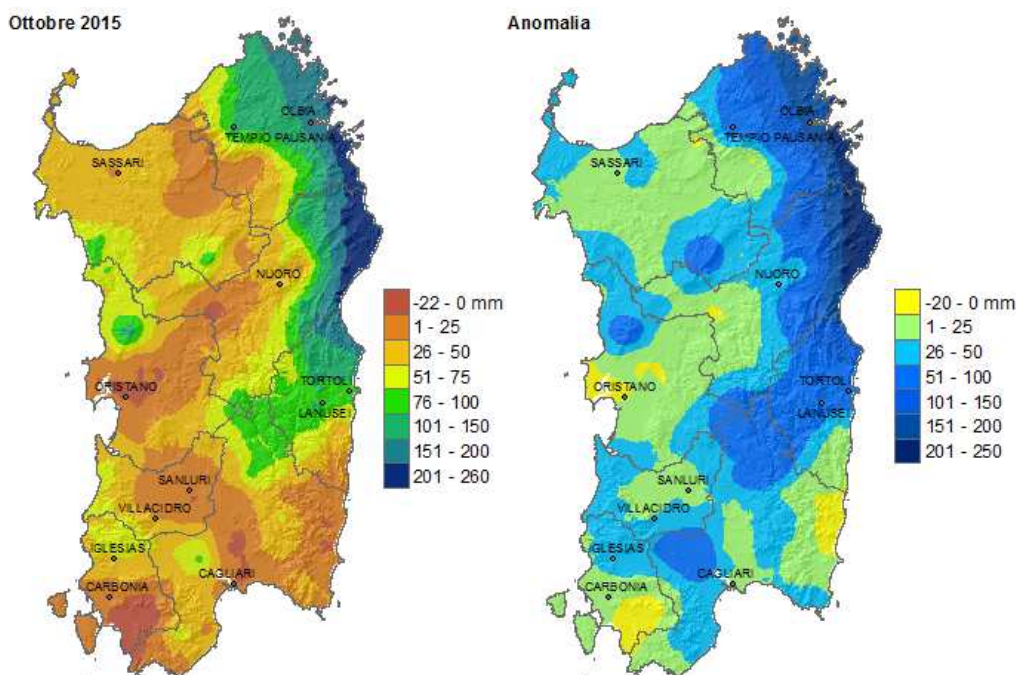 Ottobre 2015
OLBIA
TEMPIO PAUSANIA
SASSARI
NUORO
ORISTANO
TORTOLI
LANUSEI
SANLURI
VILLACIDRO
IGLESIAS
CARBONIA
CAGLIARI
-22 - 0 mm
1 - 25
26 - 50
51 - 75
76 - 100
101 - 150
151 - 200
201 - 260
Anomalia
OLBIA
TEMPIO PAUSANIA
SASSARI
NUORO
ORISTANO
TORTOLI
LANUSEI
SANLURI
VILLACIDRO
IGLESIAS
CARBONIA
CAGLIARI
-20 - 0 mm
1 - 25
26 - 50
51 - 100
101 - 150
151 - 200
201 - 250